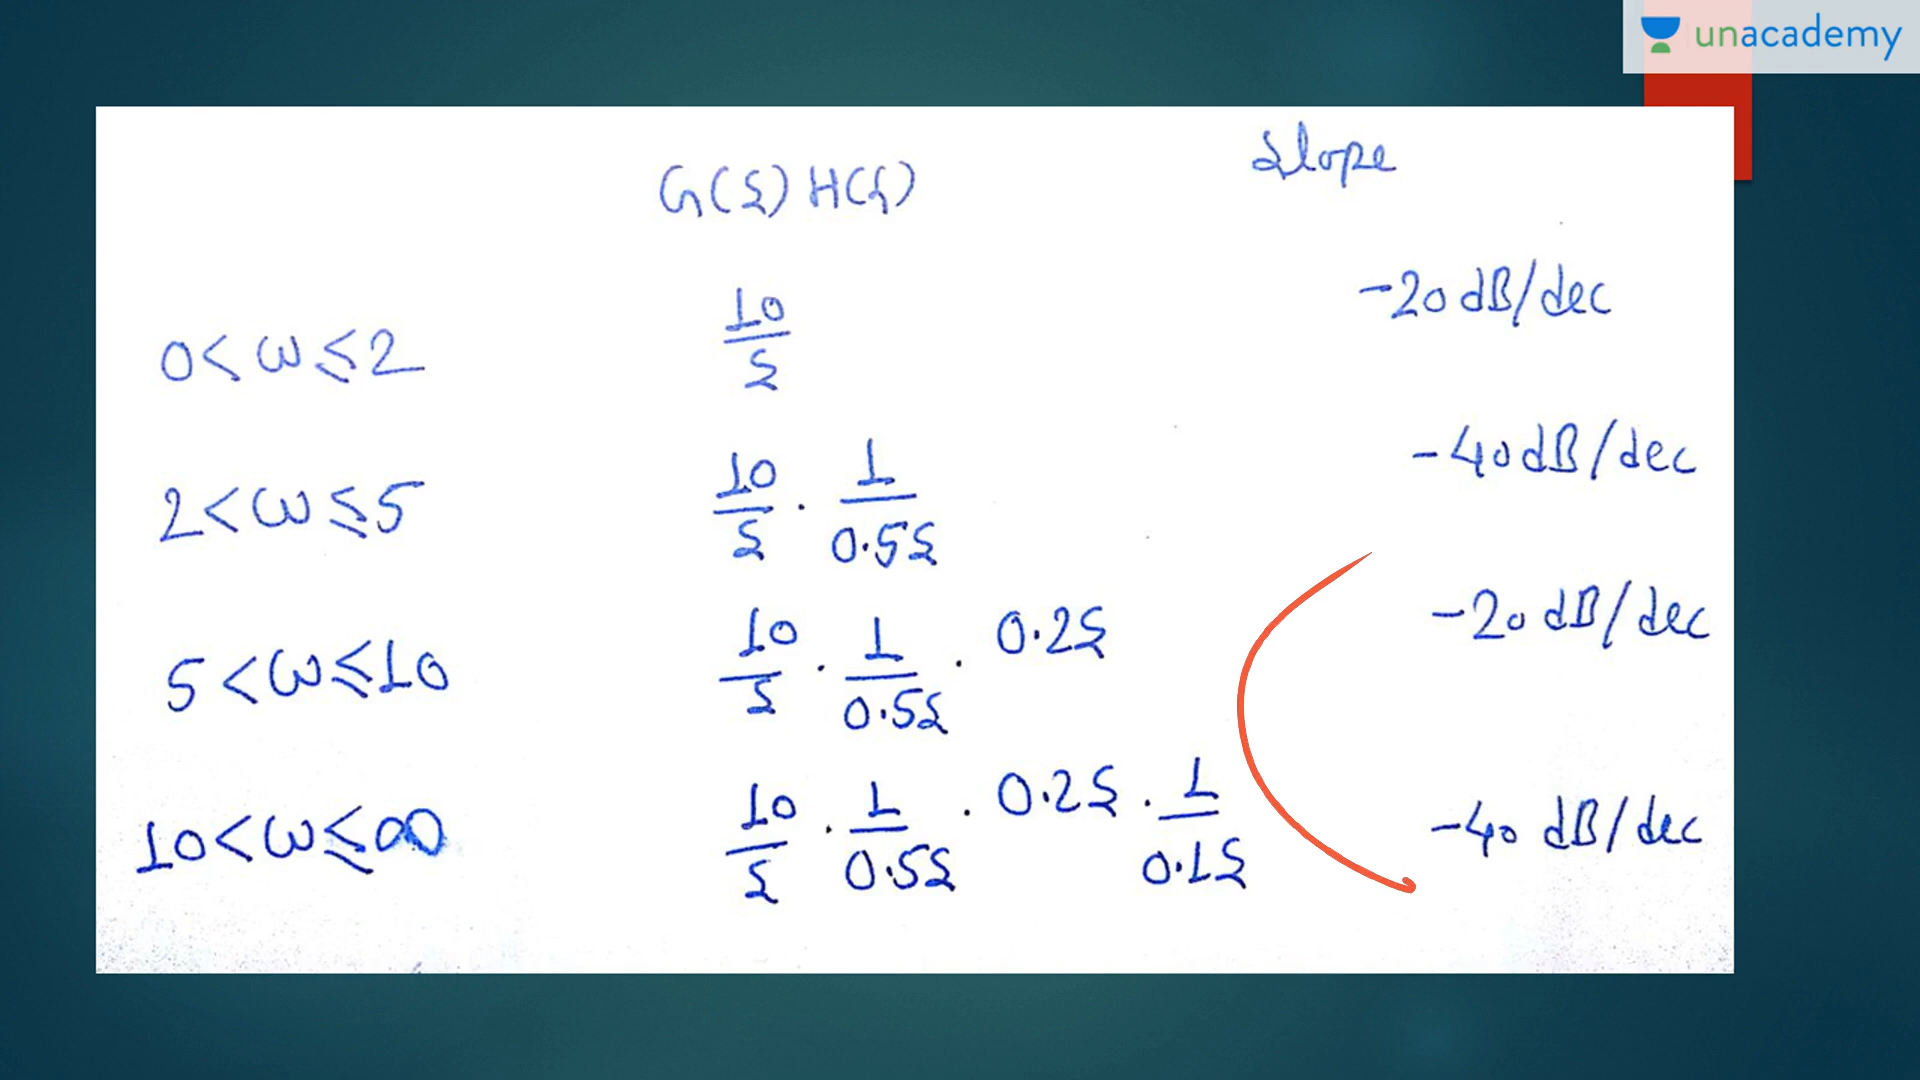 unacademy
G(s) H(s) Slope
0 < ω ≤ 2 10/s -20 dB/dec
2 < ω ≤ 5 10/s · 1/0.5s -40 dB/dec
5 < ω ≤ 10 10/s · 1/0.5s · 0.2s -20 dB/dec
10 < ω ≤ ∞ 10/s · 1/0.5s · 0.2s · 1/0.1s -40 dB/dec